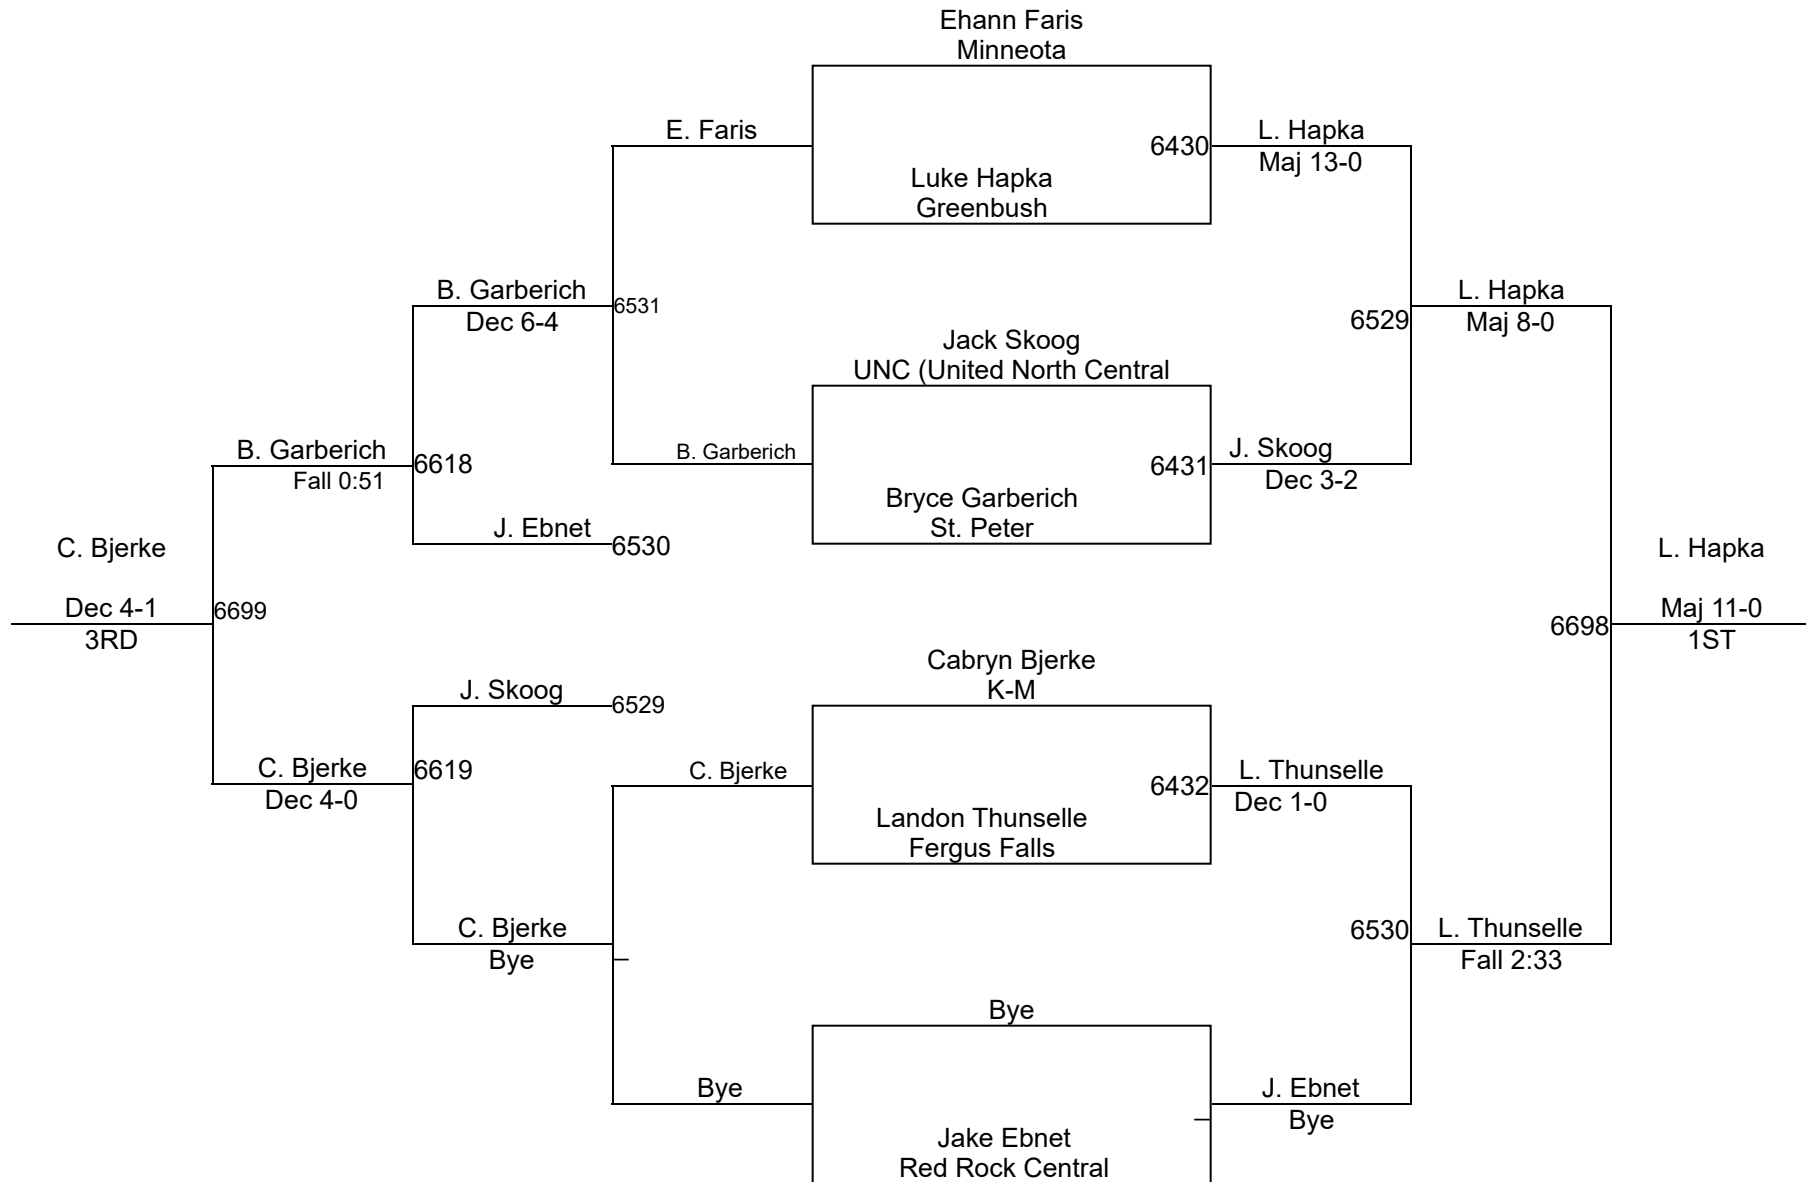 Ehann Faris
Minneota
E. Faris
6430
L. Hapka
Maj 13-0
Luke Hapka
Greenbush
B. Garberich
Dec 6-4
6531
6529
L. Hapka
Maj 8-0
Jack Skoog
UNC (United North Central
B. Garberich
Fall 0:51
6618
B. Garberich
6431
J. Skoog
Dec 3-2
Bryce Garberich
St. Peter
J. Ebnet
6530
C. Bjerke
Dec 4-1
3RD
6699
6698
L. Hapka
Maj 11-0
1ST
Cabryn Bjerke
K-M
J. Skoog
6529
C. Bjerke
Dec 4-0
6619
C. Bjerke
6432
L. Thunselle
Dec 1-0
Landon Thunselle
Fergus Falls
C. Bjerke
Bye
6530
L. Thunselle
Fall 2:33
Bye
Bye
J. Ebnet
Bye
Jake Ebnet
Red Rock Central